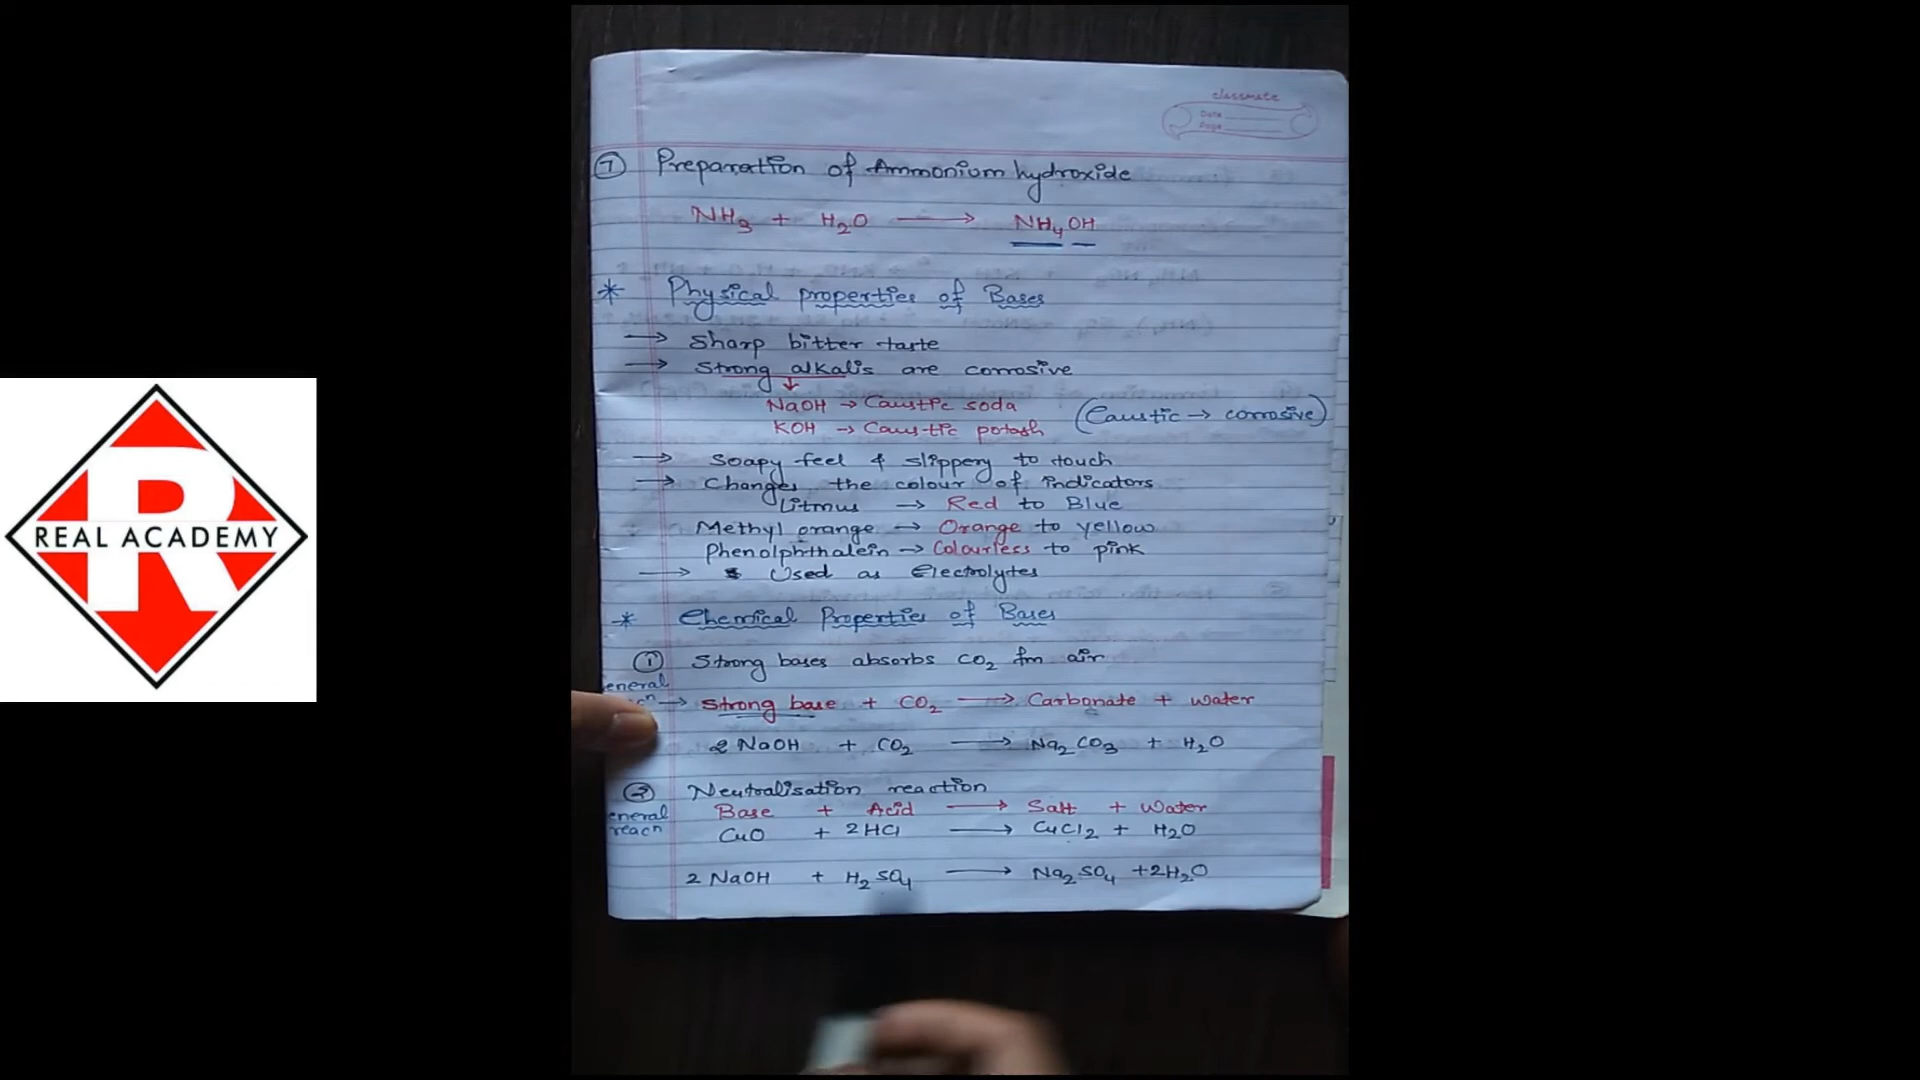 classmate
Date
Page
7 Preparation of Ammonium hydroxide
NH3 + H2O → NH4OH
* Physical properties of Bases
→ Sharp bitter taste
→ Strong alkalis are corrosive
↓
NaOH → Caustic soda (Caustic → corrosive)
KOH → Caustic potash
→ Soapy feel & slippery to touch
→ Changes the colour of indicators
Litmus → Red to Blue
Methyl orange → Orange to yellow
Phenolphthalein → Colourless to pink
→ Used as Electrolytes
* Chemical Properties of Bases
1 Strong bases absorbs CO2 fm air
eneral
n → Strong base + CO2 → Carbonate + water
2 NaOH + CO2 → Na2CO3 + H2O
2 Neutralisation reaction
eneral Base + Acid → Salt + Water
reacn CuO + 2HCl → CuCl2 + H2O
2 NaOH + H2SO4 → Na2SO4 + 2H2O
R
REAL ACADEMY